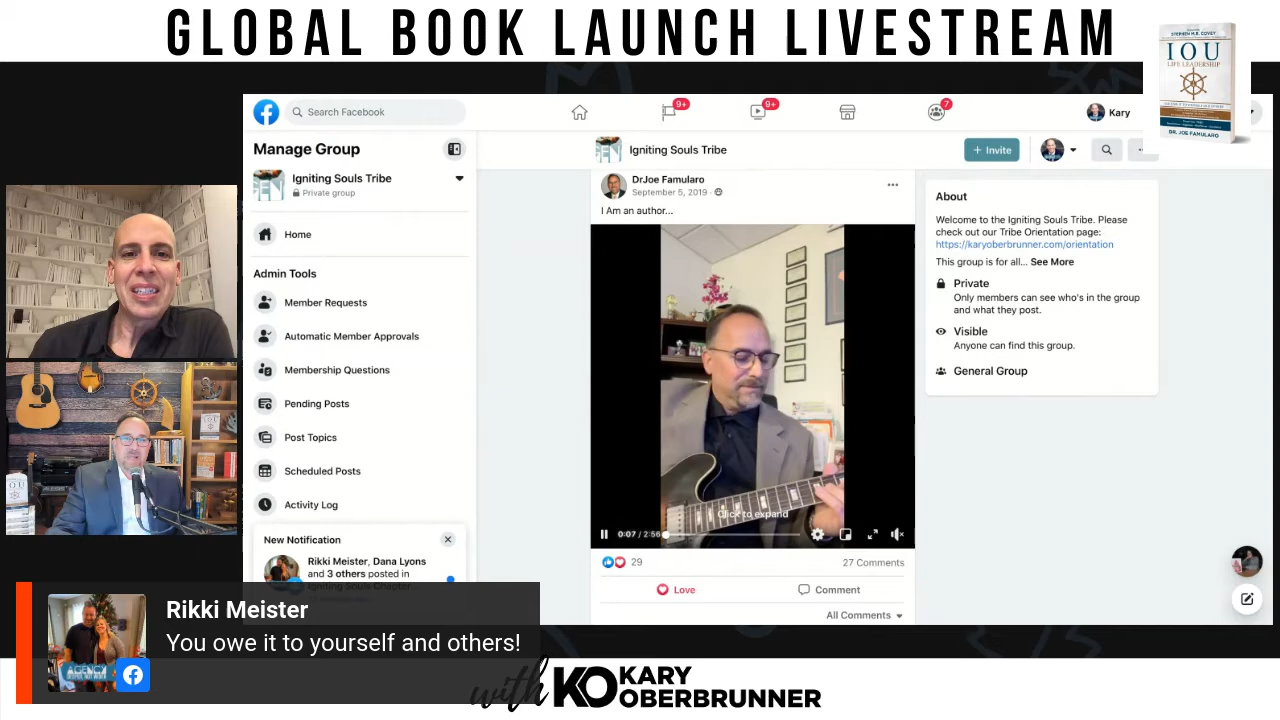 GLOBAL BOOK LAUNCH LIVESTREAM
STEPHEN M.R. COVEY
IOU
LIFE LEADERSHIP
DR. JOE FAMULARO
Search Facebook
9+
9+
7
Kary
Manage Group
Igniting Souls Tribe
Private group
Home
Admin Tools
Member Requests
Automatic Member Approvals
Membership Questions
Pending Posts
Post Topics
Scheduled Posts
Activity Log
New Notification
Rikki Meister, Dana Lyons
and 3 others posted in
Igniting Souls Chapter
Igniting Souls Tribe
+ Invite
DrJoe Famularo
September 5, 2019
I Am an author...
Click to expand
0:07 / 2:56
29
27 Comments
Love
Comment
All Comments
About
Welcome to the Igniting Souls Tribe. Please
check out our Tribe Orientation page:
https://karyoberbrunner.com/orientation
This group is for all... See More
Private
Only members can see who's in the group
and what they post.
Visible
Anyone can find this group.
General Group
IOU
AGENCY
Rikki Meister
You owe it to yourself and others!
with KO KARY
OBERBRUNNER